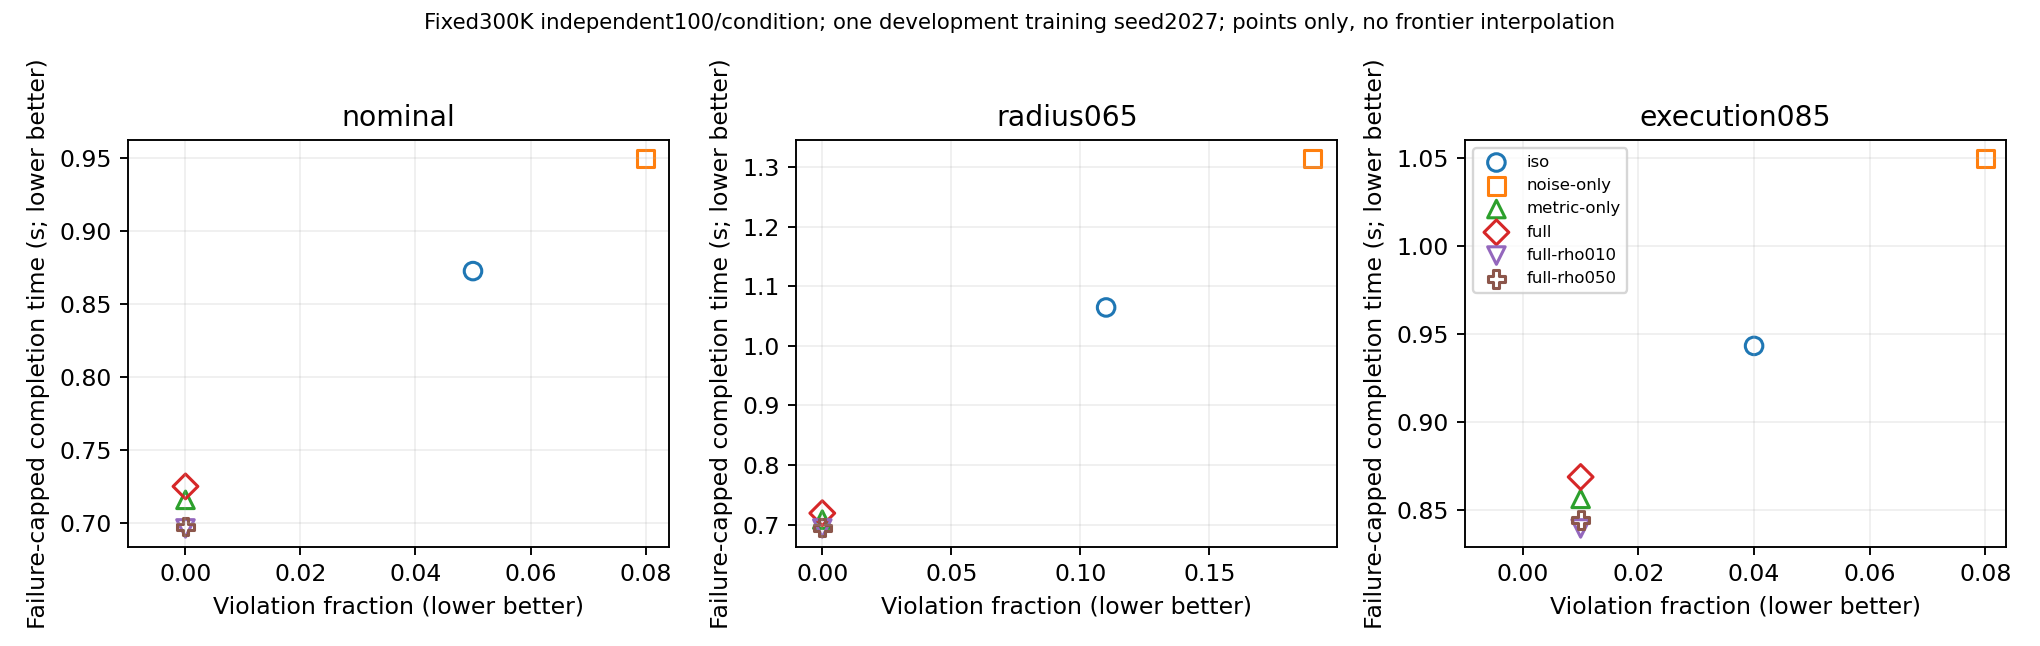 Fixed300K independent100/condition; one development training seed2027; points only, no frontier interpolation
nominal
Failure-capped completion time (s; lower better)
0.95
0.90
0.85
0.80
0.75
0.70
0.00 0.02 0.04 0.06 0.08
Violation fraction (lower better)
radius065
Failure-capped completion time (s; lower better)
1.3
1.2
1.1
1.0
0.9
0.8
0.7
0.00 0.05 0.10 0.15
Violation fraction (lower better)
execution085
Failure-capped completion time (s; lower better)
1.05
1.00
0.95
0.90
0.85
iso
noise-only
metric-only
full
full-rho010
full-rho050
0.00 0.02 0.04 0.06 0.08
Violation fraction (lower better)